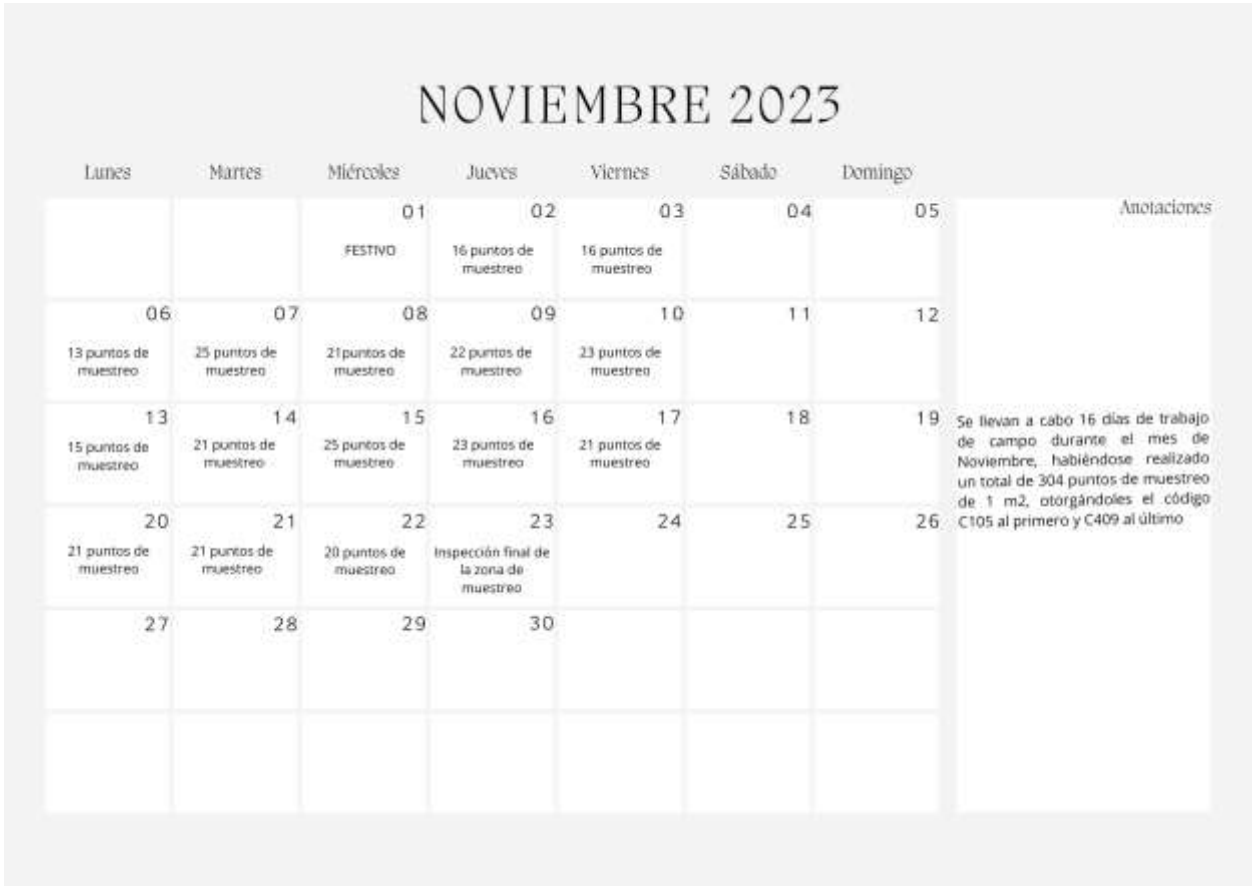 NOVIEMBRE 2023
Lunes Martes Miércoles Jueves Viernes Sábado Domingo
Anotaciones
01 02 03 04 05
FESTIVO 16 puntos de 16 puntos de
muestreo muestreo
06 07 08 09 10 11 12
13 puntos de 25 puntos de 21puntos de 22 puntos de 23 puntos de
muestreo muestreo muestreo muestreo muestreo
13 14 15 16 17 18 19
15 puntos de 21 puntos de 25 puntos de 23 puntos de 21 puntos de
muestreo muestreo muestreo muestreo muestreo
20 21 22 23 24 25 26
21 puntos de 21 puntos de 20 puntos de Inspección final de
muestreo muestreo muestreo la zona de
muestreo
27 28 29 30
Se llevan a cabo 16 días de trabajo
de campo durante el mes de
Noviembre, habiéndose realizado
un total de 304 puntos de muestreo
de 1 m2, otorgándoles el código
C105 al primero y C409 al último